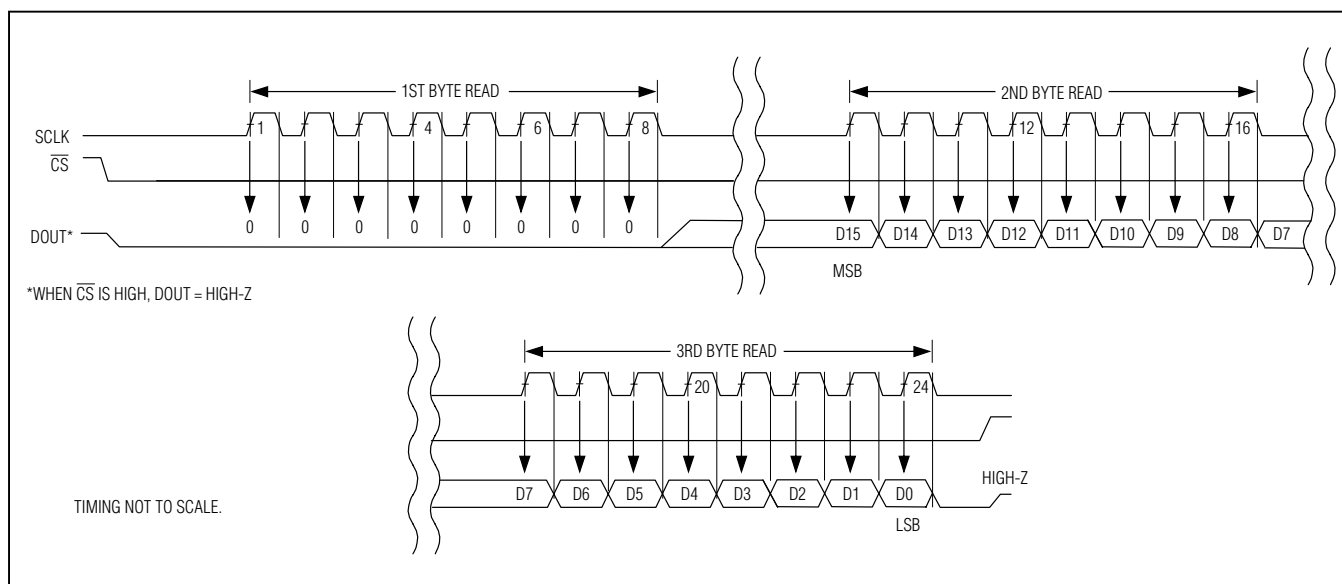 1ST BYTE READ
2ND BYTE READ
SCLK
1 4 6 8 12 16
CS
0 0 0 0 0 0 0 0
DOUT*
D15 D14 D13 D12 D11 D10 D9 D8 D7
MSB
*WHEN CS IS HIGH, DOUT = HIGH-Z
3RD BYTE READ
20 24
HIGH-Z
D7 D6 D5 D4 D3 D2 D1 D0
TIMING NOT TO SCALE.
LSB